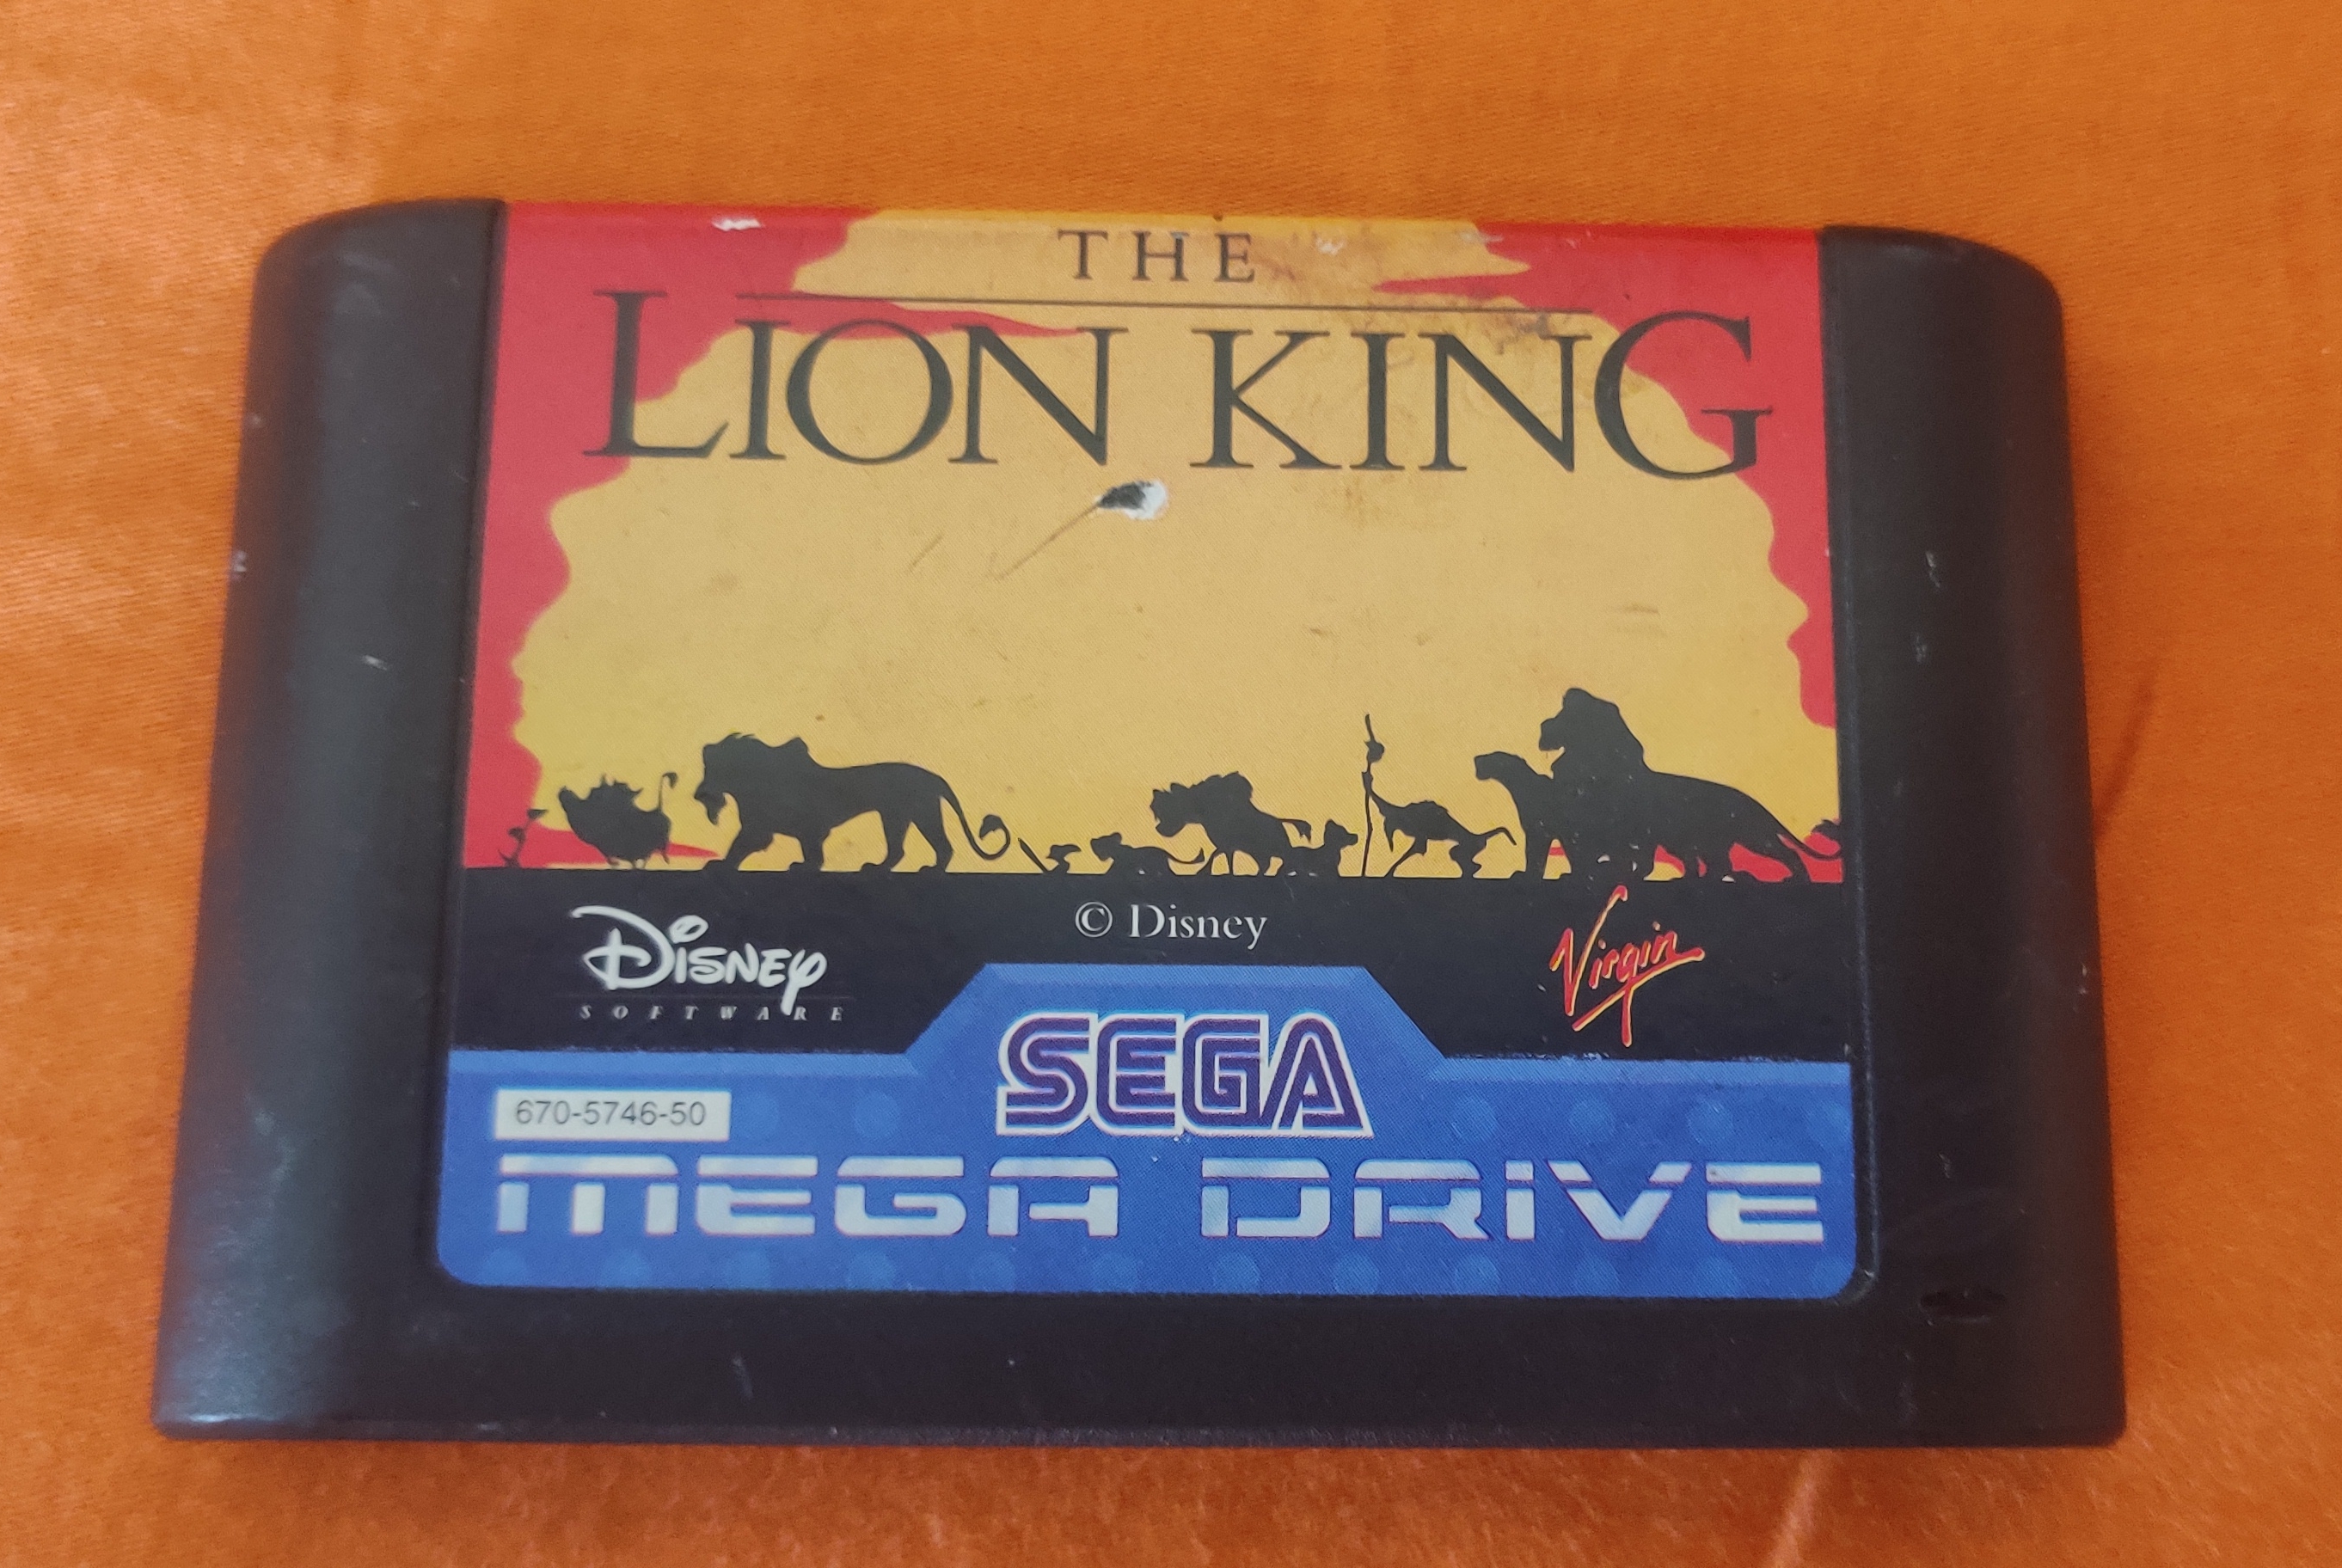 THE
LION KING
© Disney
DISNEY
SOFTWARE
Virgin
SEGA
670-5746-50
MEGA DRIVE